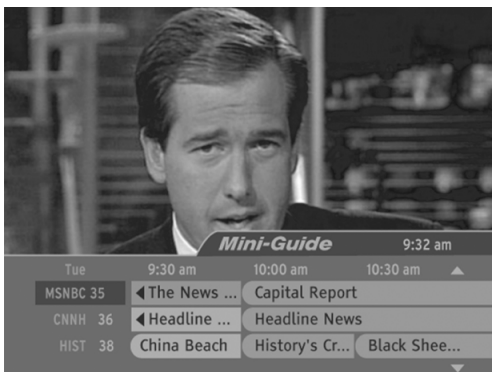 Mini-Guide 9:32 am
Tue 9:30 am 10:00 am 10:30 am
MSNBC 35 The News ... Capital Report
CNNH 36 Headline ... Headline News
HIST 38 China Beach History's Cr... Black Shee...